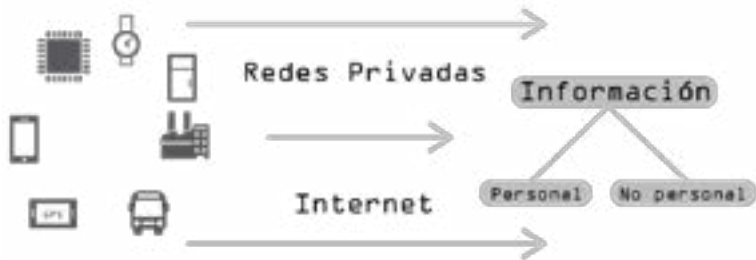 Redes Privadas
Información
Personal
No personal
GPS
Internet